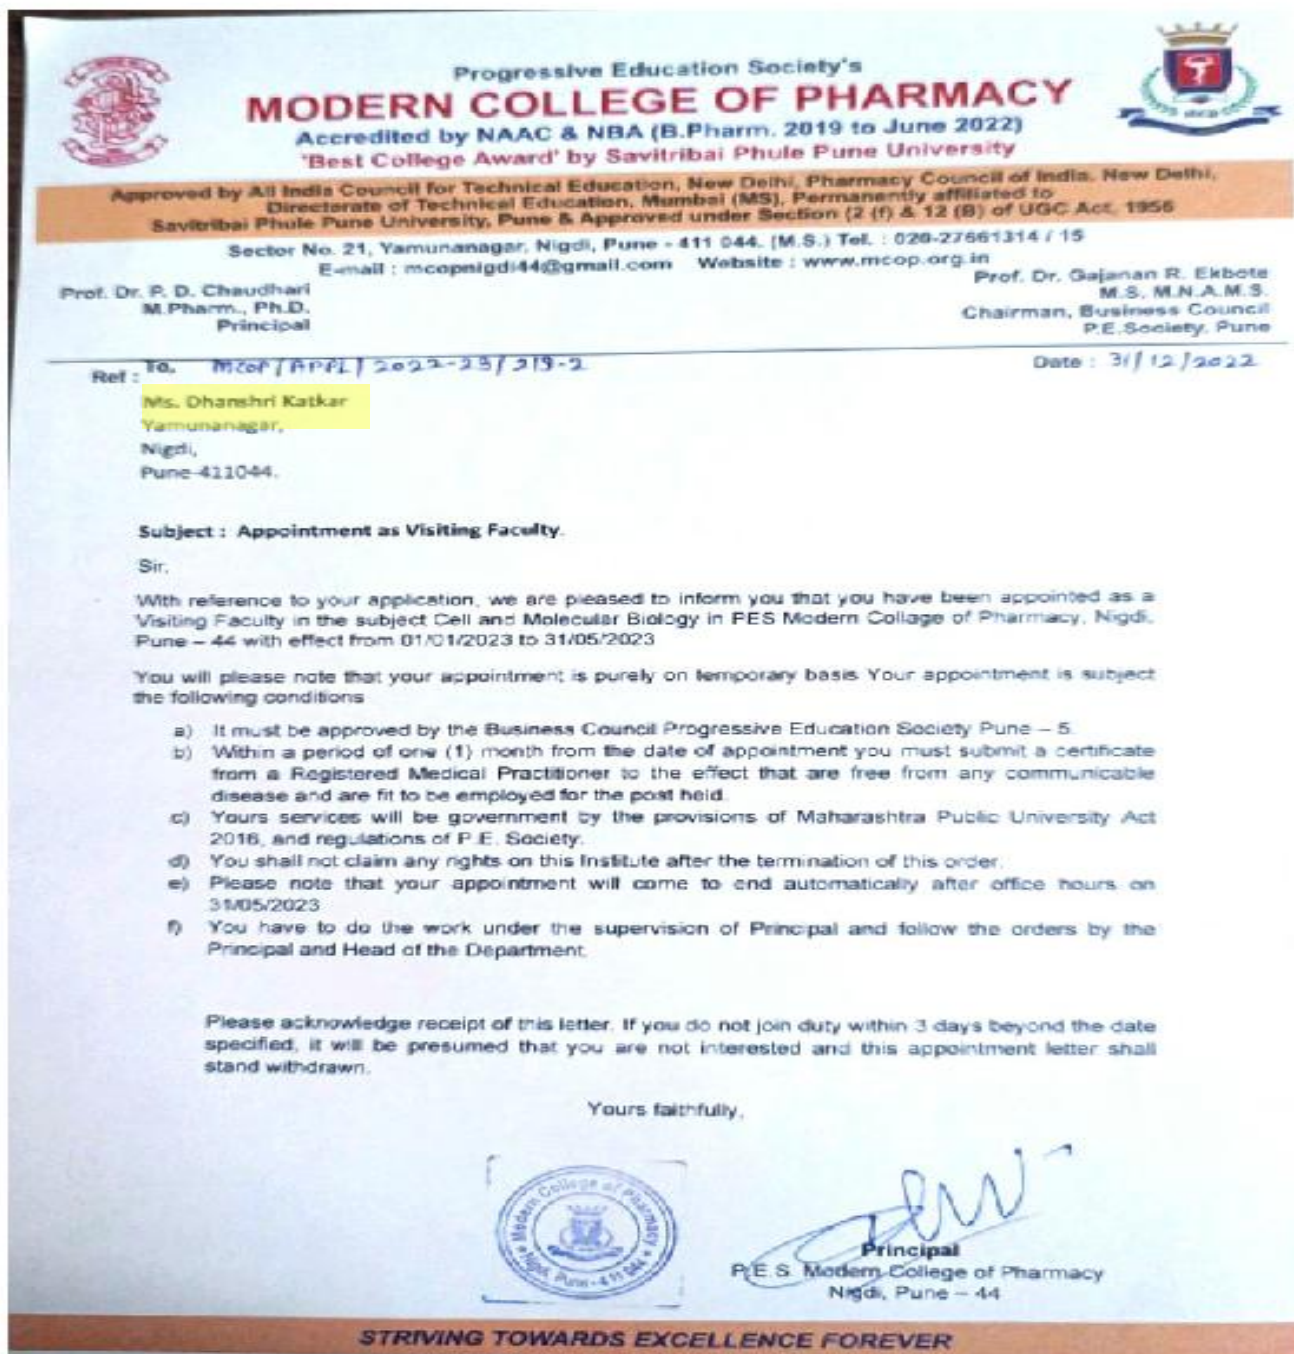 Progressive Education Society's
MODERN COLLEGE OF PHARMACY
Accredited by NAAC & NBA (B.Pharm. 2019 to June 2022)
'Best College Award' by Savitribai Phule Pune University
Approved by All India Council for Technical Education, New Delhi, Pharmacy Council of India, New Delhi,
Directorate of Technical Education, Mumbai (MS), Permanently affiliated to
Savitribai Phule Pune University, Pune & Approved under Section (2 (f) & 12 (B) of UGC Act, 1956
Sector No. 21, Yamunanagar, Nigdi, Pune - 411 044. (M.S.) Tel. : 020-27661314 / 15
E-mail : mcopnigdi44@gmail.com Website : www.mcop.org.in
Prof. Dr. P. D. Chaudhari
M.Pharm., Ph.D.
Principal
Prof. Dr. Gajanan R. Ekbote
M.S, M.N.A.M.S.
Chairman, Business Council
P.E.Society, Pune
Ref : To, MCOP/APPL/2022-23/219-2
Date : 31/12/2022
Ms. Dhanshri Katkar
Yamunanagar,
Nigdi,
Pune-411044.
Subject : Appointment as Visiting Faculty.
Sir,
With reference to your application, we are pleased to inform you that you have been appointed as a
Visiting Faculty in the subject Cell and Molecular Biology in PES Modern Collage of Pharmacy, Nigdi,
Pune – 44 with effect from 01/01/2023 to 31/05/2023
You will please note that your appointment is purely on temporary basis Your appointment is subject
the following conditions
a) It must be approved by the Business Council Progressive Education Society Pune – 5.
b) Within a period of one (1) month from the date of appointment you must submit a certificate
from a Registered Medical Practitioner to the effect that are free from any communicable
disease and are fit to be employed for the post held.
c) Yours services will be government by the provisions of Maharashtra Public University Act
2016, and regulations of P.E. Society.
d) You shall not claim any rights on this Institute after the termination of this order.
e) Please note that your appointment will come to end automatically after office hours on
31/05/2023
f) You have to do the work under the supervision of Principal and follow the orders by the
Principal and Head of the Department.
Please acknowledge receipt of this letter. If you do not join duty within 3 days beyond the date
specified, it will be presumed that you are not interested and this appointment letter shall
stand withdrawn.
Yours faithfully,
Modern College of Pharmacy
Nigdi, Pune - 411 044
Principal
P.E.S. Modern College of Pharmacy
Nigdi, Pune – 44
STRIVING TOWARDS EXCELLENCE FOREVER